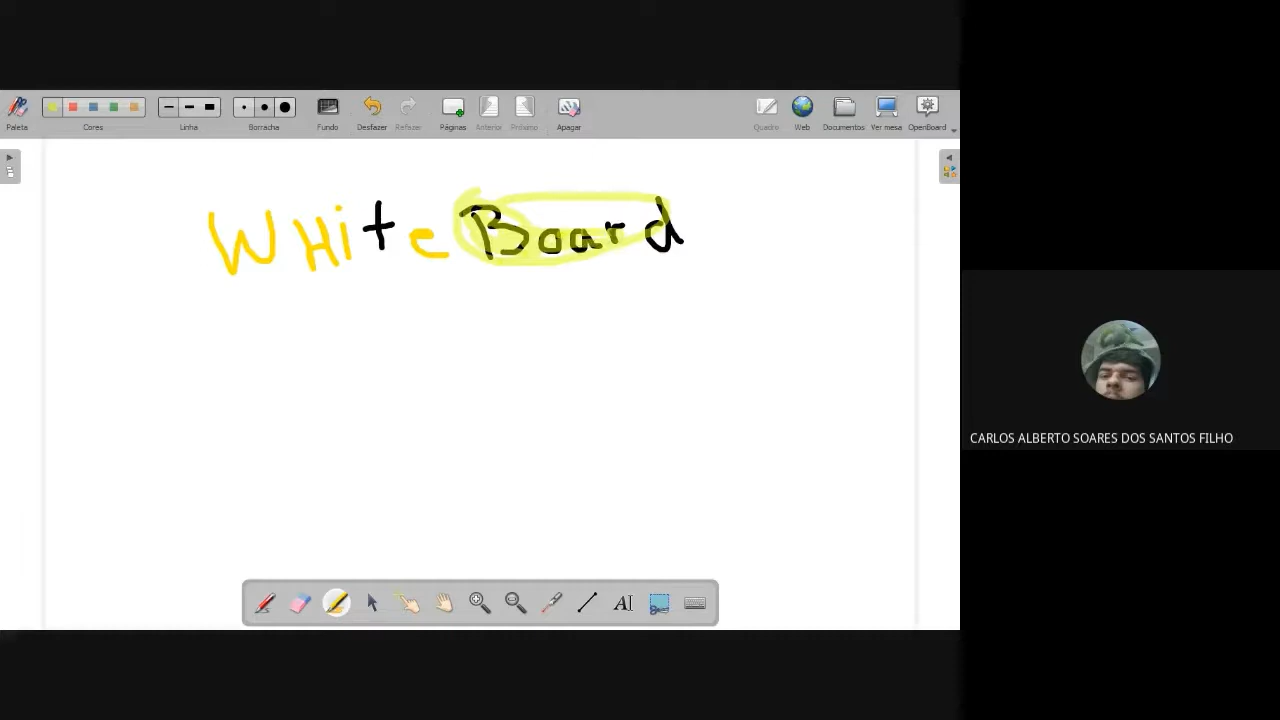 Paleta Cores Linha Borracha Fundo Desfazer Refazer Páginas Anterior Próximo Apagar Quadro Web Documentos Ver mesa OpenBoard
WHite Board
CARLOS ALBERTO SOARES DOS SANTOS FILHO
AI